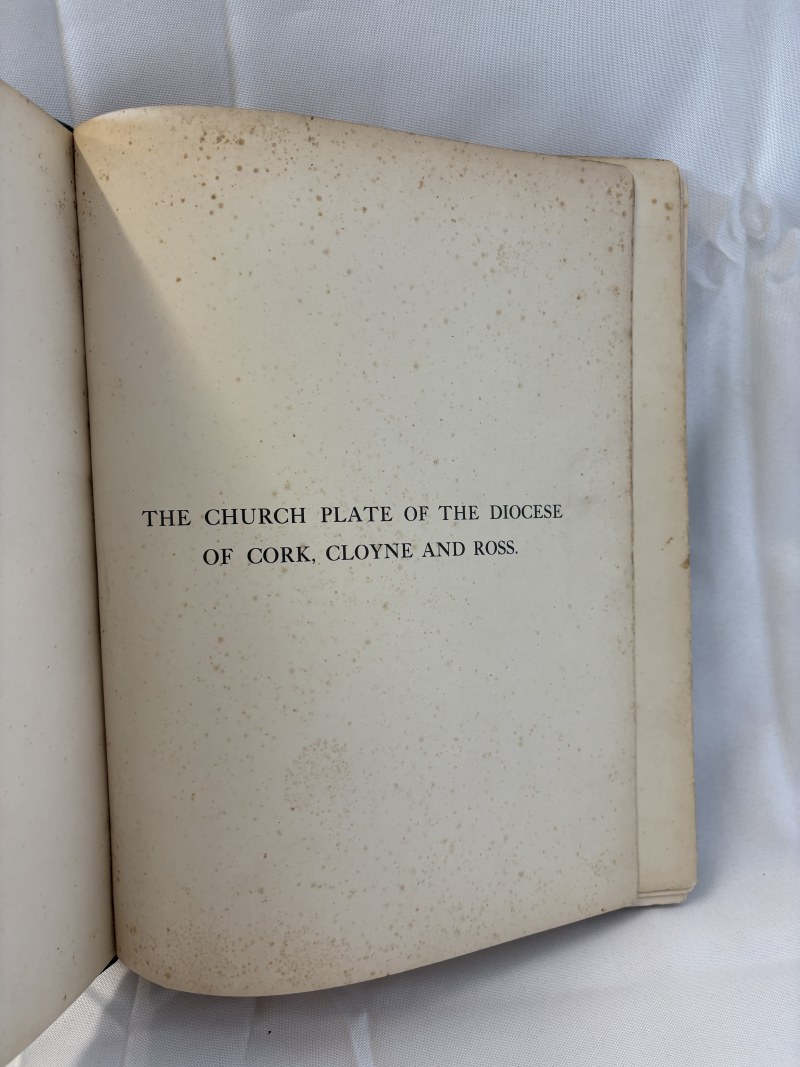 THE CHURCH PLATE OF THE DIOCESE
OF CORK, CLOYNE AND ROSS.